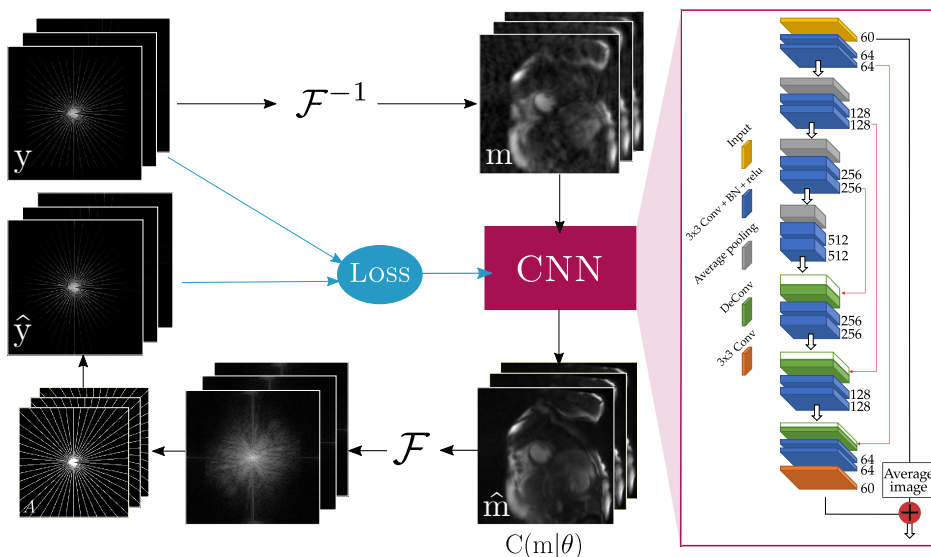 y
𝓕⁻¹
m
ŷ
Loss
CNN
A
𝓕
m̂
C(m|θ)
60
64
64
128
128
Input
256
256
3x3 Conv + BN + relu
512
512
Average pooling
DeConv
256
256
3x3 Conv
128
128
64
64
60
Average
image
+